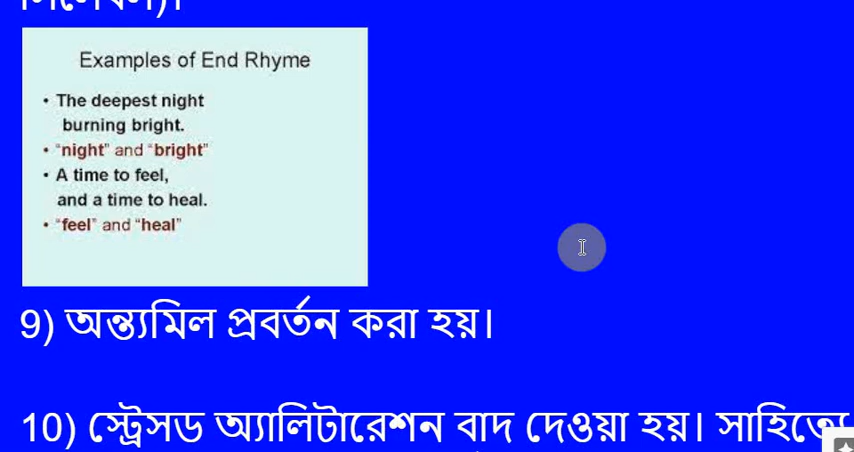 Examples of End Rhyme
• The deepest night
burning bright.
• "night" and "bright"
• A time to feel,
and a time to heal.
• "feel" and "heal"
9) অন্ত্যমিল প্রবর্তন করা হয়।
10) স্ট্রেসড অ্যালিটারেশন বাদ দেওয়া হয়। সাহিত্যে